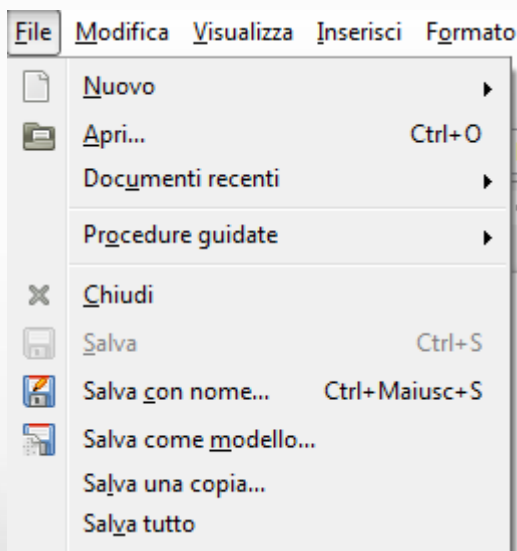 File Modifica Visualizza Inserisci Formato
Nuovo
Apri... Ctrl+O
Documenti recenti
Procedure guidate
Chiudi
Salva Ctrl+S
Salva con nome... Ctrl+Maiusc+S
Salva come modello...
Salva una copia...
Salva tutto